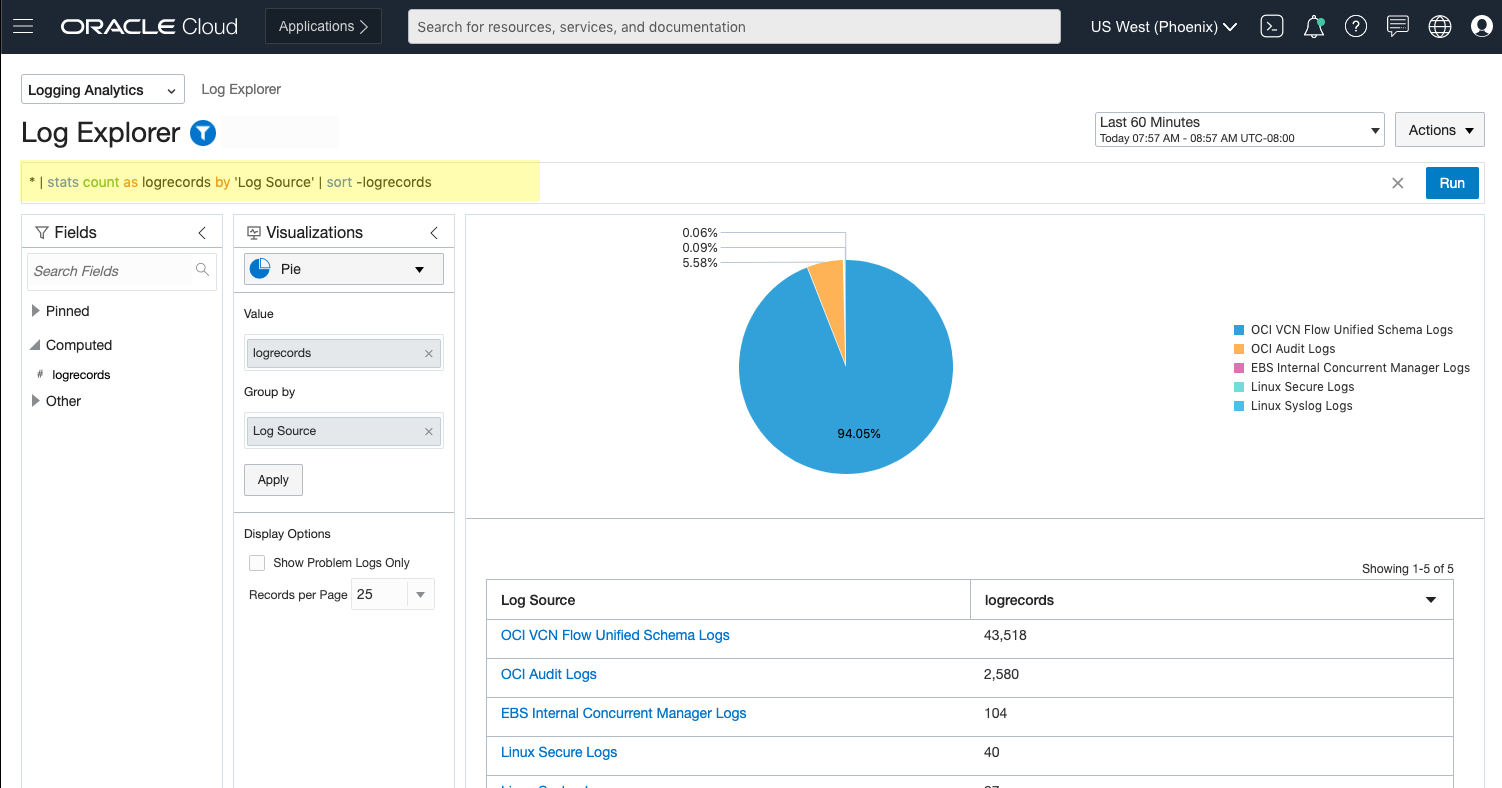 ORACLE Cloud
Applications
Search for resources, services, and documentation
US West (Phoenix)
Logging Analytics
Log Explorer
Log Explorer
Last 60 Minutes
Today 07:57 AM - 08:57 AM UTC-08:00
Actions
* | stats count as logrecords by 'Log Source' | sort -logrecords
Run
Fields
Search Fields
Pinned
Computed
# logrecords
Other
Visualizations
Pie
Value
logrecords
Group by
Log Source
Apply
Display Options
Show Problem Logs Only
Records per Page 25
0.06%
0.09%
5.58%
94.05%
OCI VCN Flow Unified Schema Logs
OCI Audit Logs
EBS Internal Concurrent Manager Logs
Linux Secure Logs
Linux Syslog Logs
Showing 1-5 of 5
Log Source logrecords
OCI VCN Flow Unified Schema Logs 43,518
OCI Audit Logs 2,580
EBS Internal Concurrent Manager Logs 104
Linux Secure Logs 40